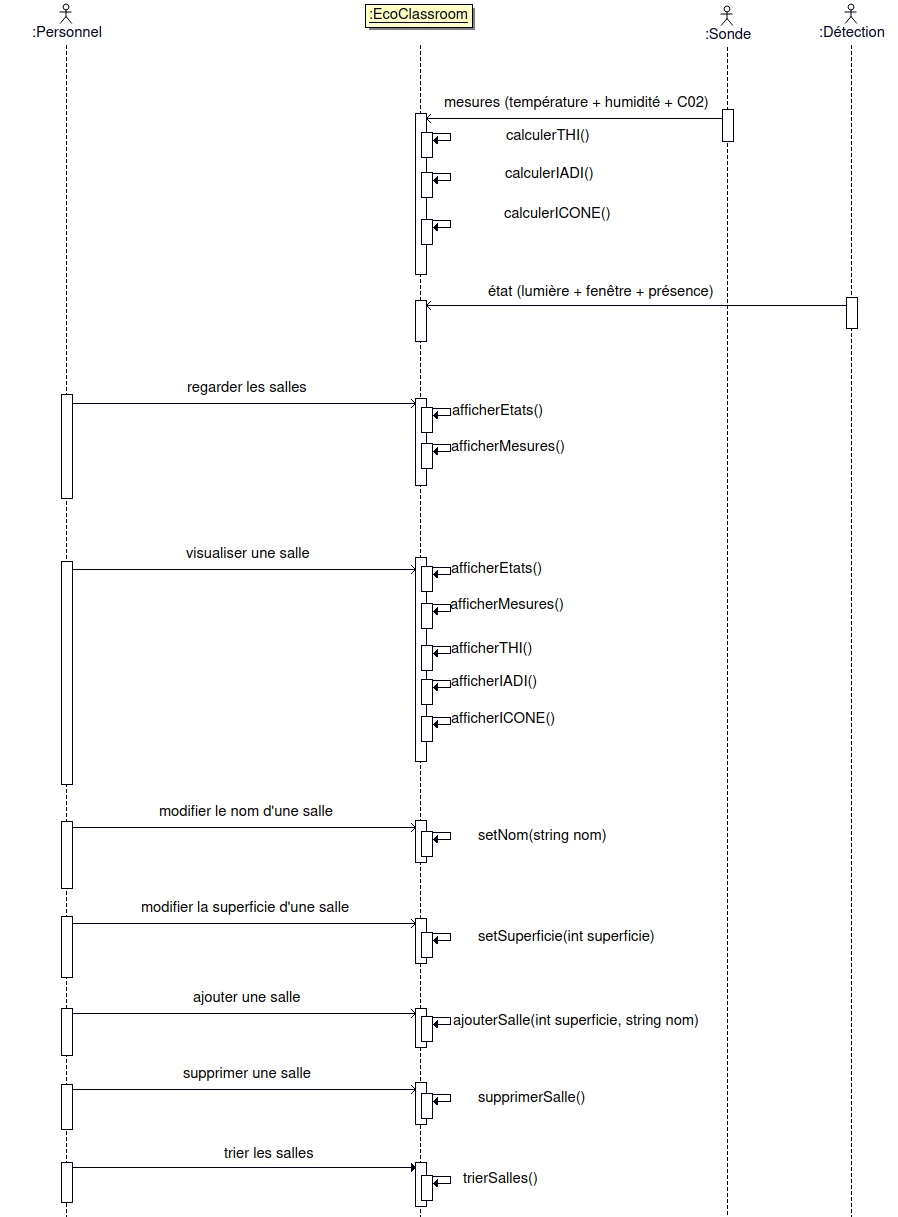 :Personnel
:EcoClassroom
:Sonde
:Détection
mesures (température + humidité + C02)
calculerTHI()
calculerIADI()
calculerICONE()
état (lumière + fenêtre + présence)
regarder les salles
afficherEtats()
afficherMesures()
visualiser une salle
afficherEtats()
afficherMesures()
afficherTHI()
afficherIADI()
afficherICONE()
modifier le nom d'une salle
setNom(string nom)
modifier la superficie d'une salle
setSuperficie(int superficie)
ajouter une salle
ajouterSalle(int superficie, string nom)
supprimer une salle
supprimerSalle()
trier les salles
trierSalles()